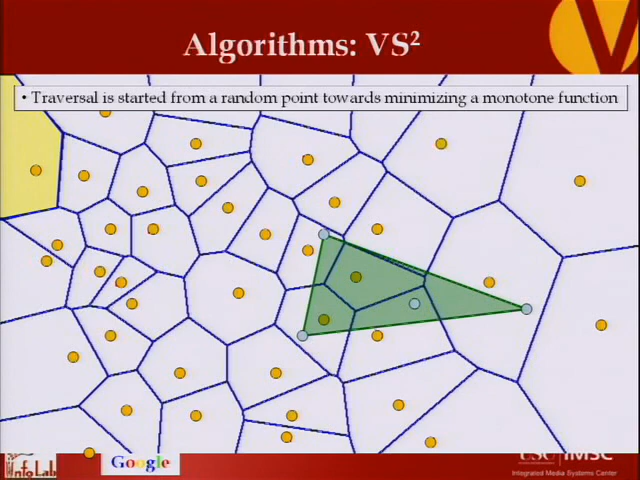 Algorithms: VS²
• Traversal is started from a random point towards minimizing a monotone function
InfoLab
Google
USC IMSC
Integrated Media Systems Center